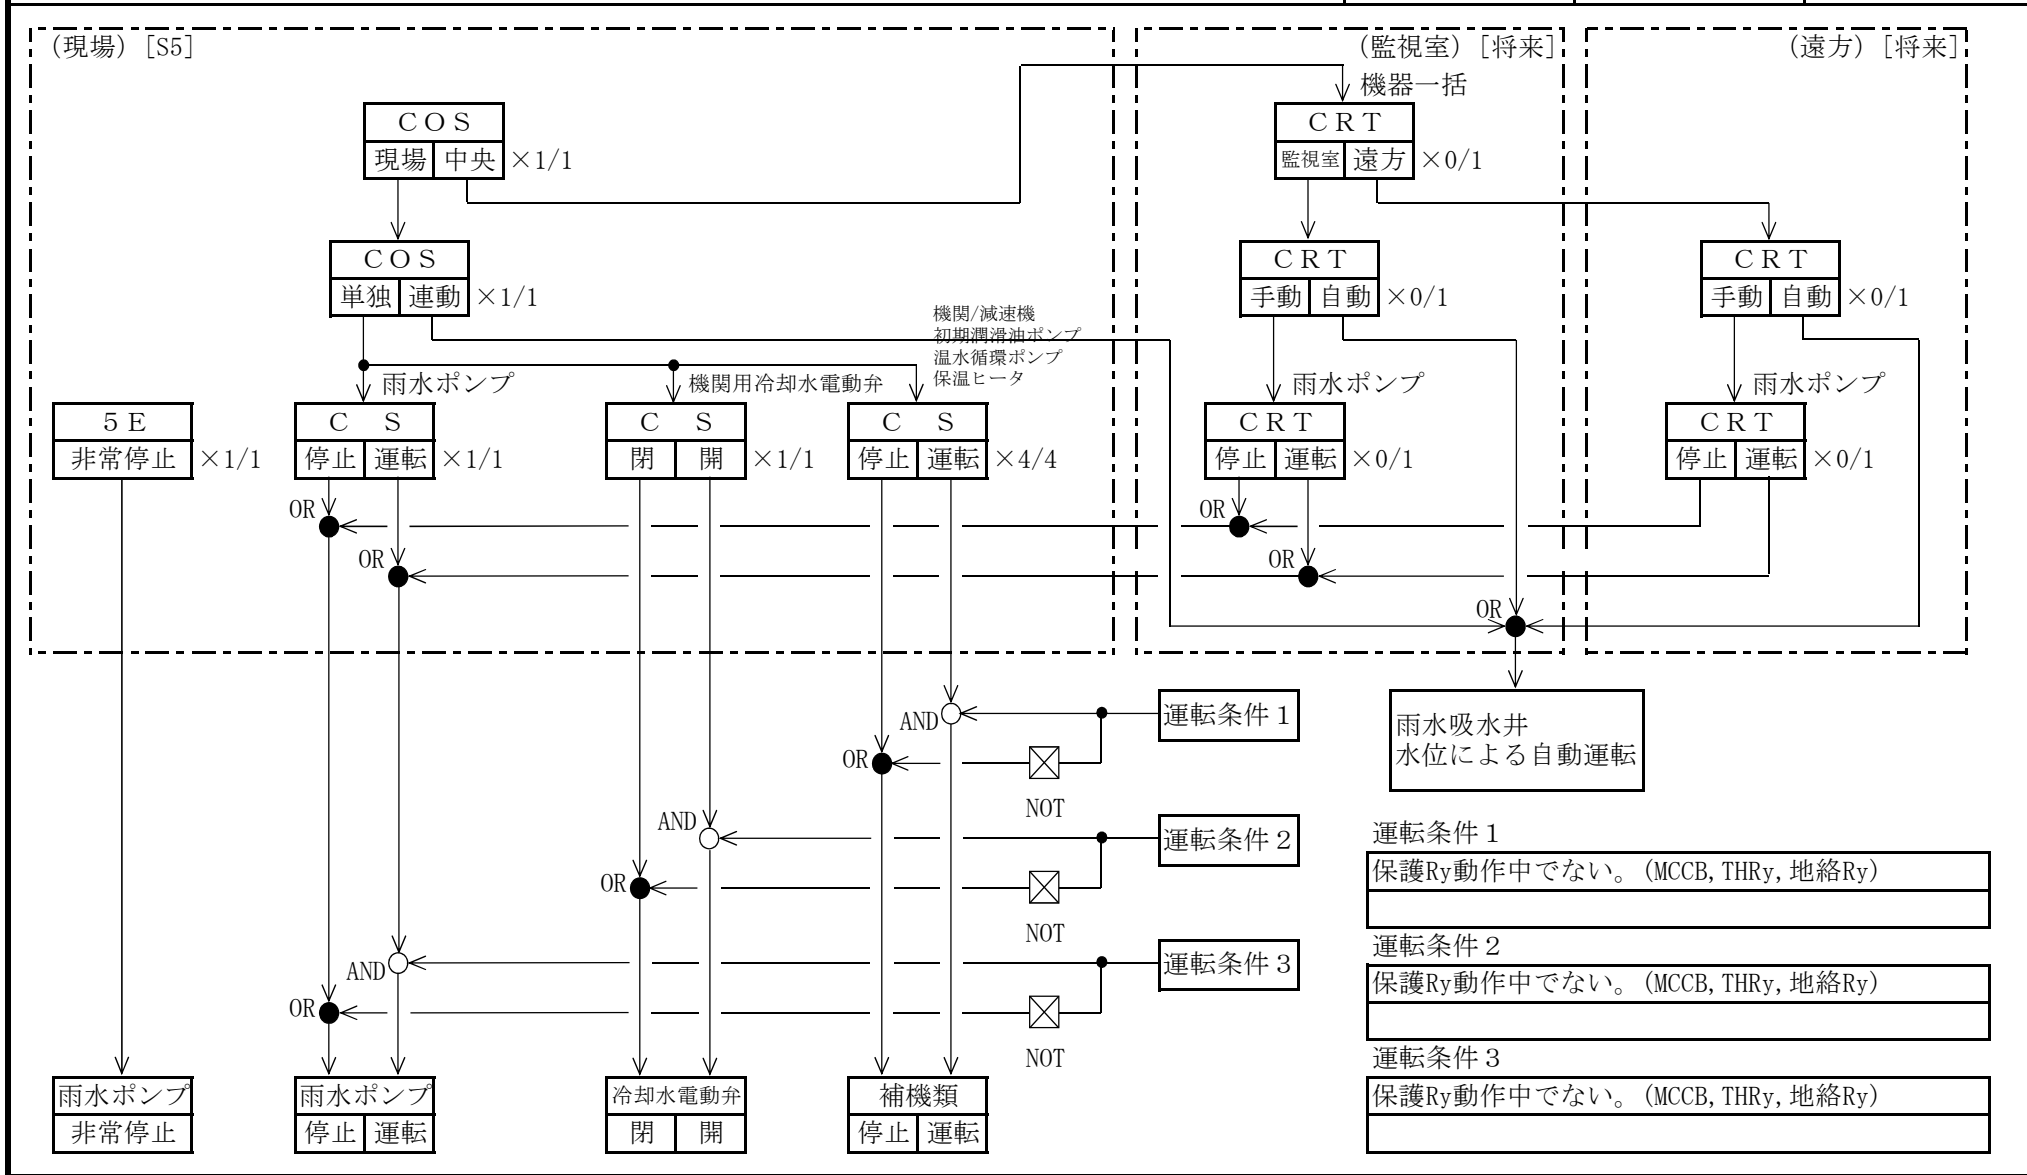 (現場) [S5]
(監視室) [将来]
(遠方) [将来]
機器一括
ＣＯＳ
現場 中央 ×1/1
ＣＲＴ
監視室 遠方 ×0/1
ＣＯＳ
単独 連動 ×1/1
ＣＲＴ
手動 自動 ×0/1
ＣＲＴ
手動 自動 ×0/1
機関/減速機
初期潤滑油ポンプ
温水循環ポンプ
保温ヒータ
雨水ポンプ
機関用冷却水電動弁
雨水ポンプ
雨水ポンプ
５Ｅ
非常停止 ×1/1
Ｃ Ｓ
停止 運転 ×1/1
Ｃ Ｓ
閉 開 ×1/1
Ｃ Ｓ
停止 運転 ×4/4
ＣＲＴ
停止 運転 ×0/1
ＣＲＴ
停止 運転 ×0/1
OR
OR
OR
OR
OR
AND
運転条件１
OR
NOT
雨水吸水井
水位による自動運転
AND
運転条件２
OR
NOT
AND
運転条件３
OR
NOT
運転条件１
保護Ry動作中でない。(MCCB,THRy,地絡Ry)
運転条件２
保護Ry動作中でない。(MCCB,THRy,地絡Ry)
運転条件３
保護Ry動作中でない。(MCCB,THRy,地絡Ry)
雨水ポンプ
非常停止
雨水ポンプ
停止 運転
冷却水電動弁
閉 開
補機類
停止 運転